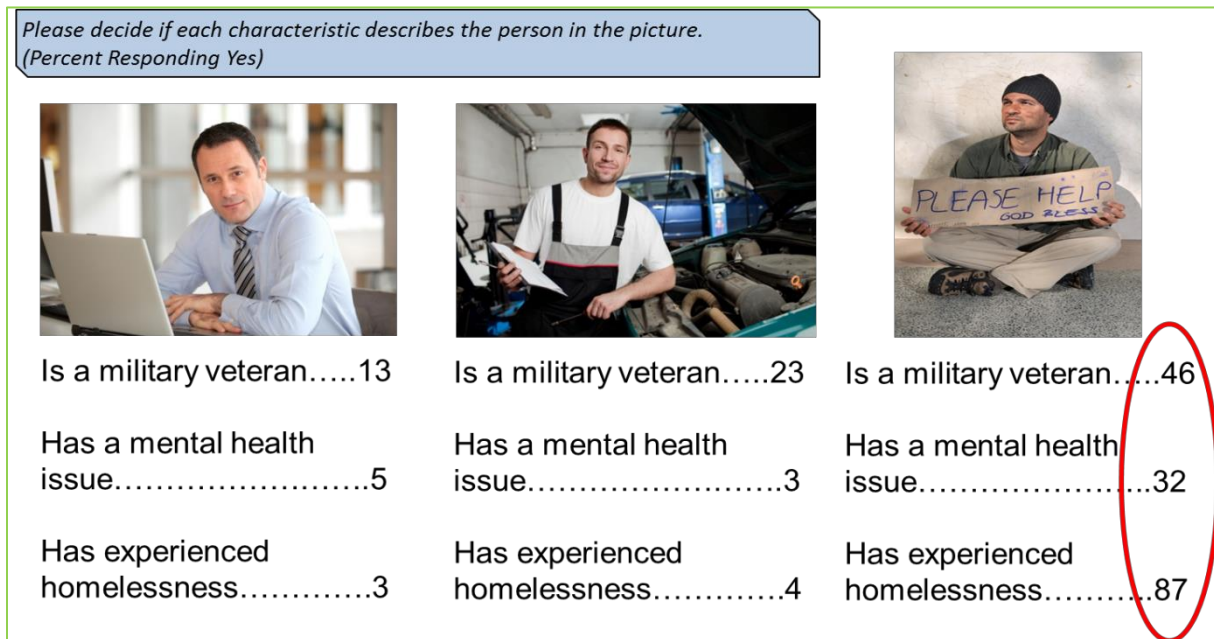 Please decide if each characteristic describes the person in the picture.
(Percent Responding Yes)
PLEASE HELP
GOD BLESS
Is a military veteran…..13
Has a mental health
issue…………………….5
Has experienced
homelessness………….3
Is a military veteran…..23
Has a mental health
issue…………………….3
Has experienced
homelessness………….4
Is a military veteran…..46
Has a mental health
issue…………………..32
Has experienced
homelessness………..87